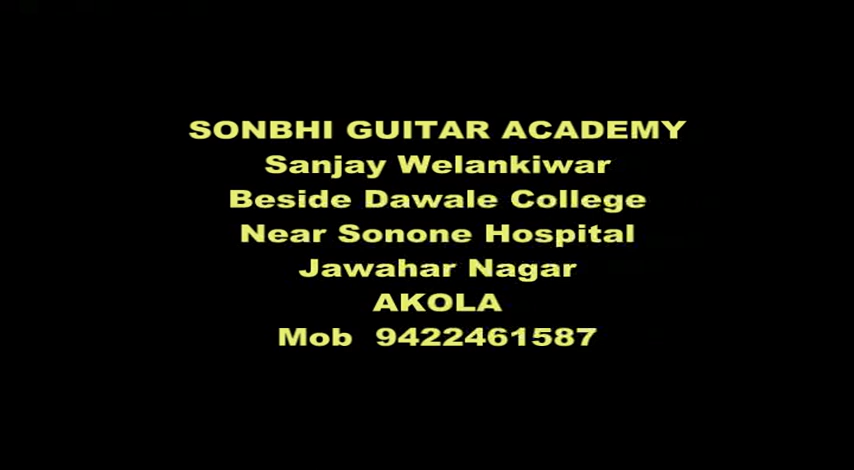 SONBHI GUITAR ACADEMY
Sanjay Welankiwar
Beside Dawale College
Near Sonone Hospital
Jawahar Nagar
AKOLA
Mob 9422461587